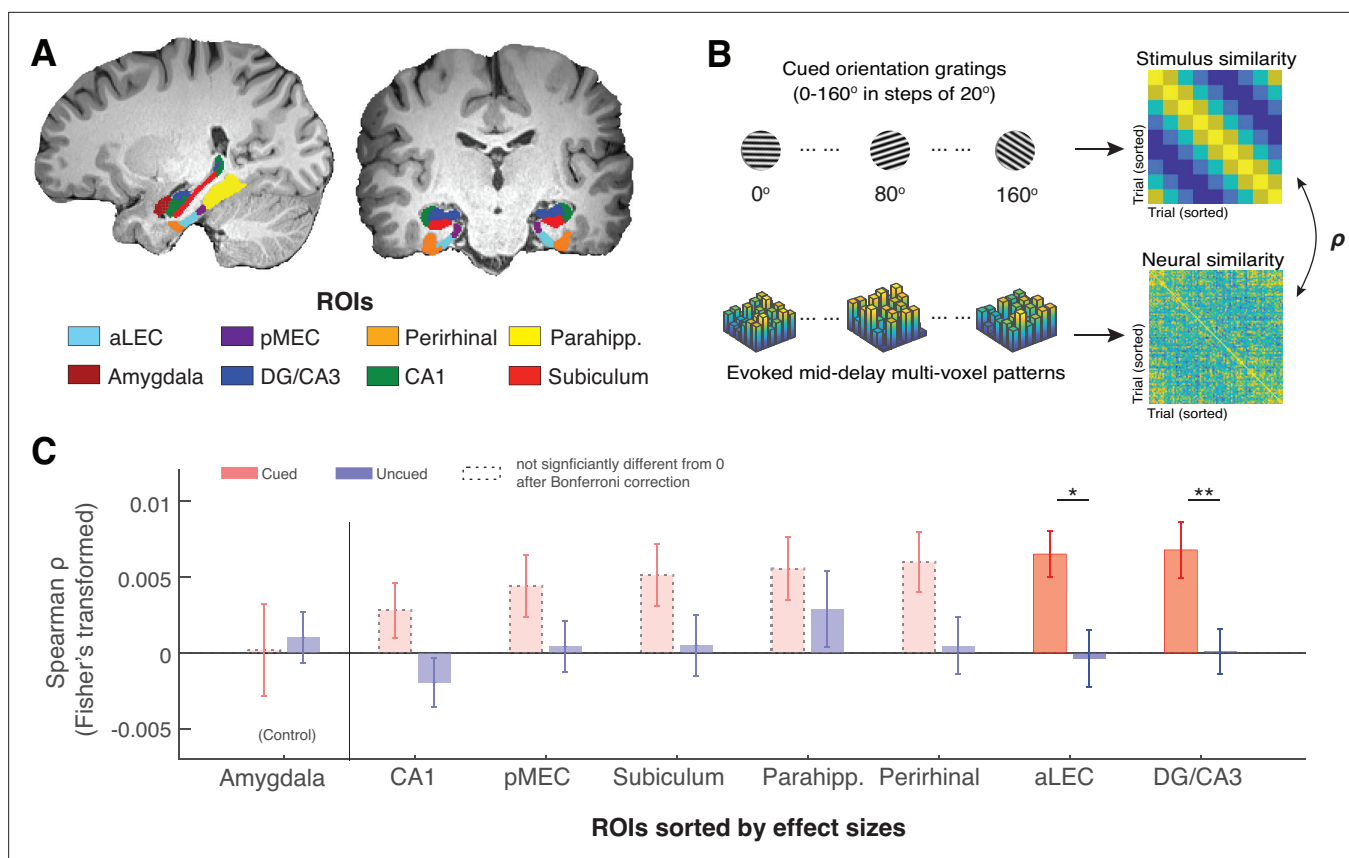 A
ROIs
aLEC
pMEC
Perirhinal
Parahipp.
Amygdala
DG/CA3
CA1
Subiculum
B
Cued orientation gratings
(0-160° in steps of 20°)
... ...
... ...
0°
80°
160°
Stimulus similarity
Trial (sorted)
Trial (sorted)
ρ
Neural similarity
Trial (sorted)
Trial (sorted)
... ...
... ...
Evoked mid-delay multi-voxel patterns
C
Cued
Uncued
not signficiantly different from 0
after Bonferroni correction
Spearman ρ
(Fisher's transformed)
0.01
0.005
0
-0.005
*
**
(Control)
Amygdala
CA1
pMEC
Subiculum
Parahipp.
Perirhinal
aLEC
DG/CA3
ROIs sorted by effect sizes